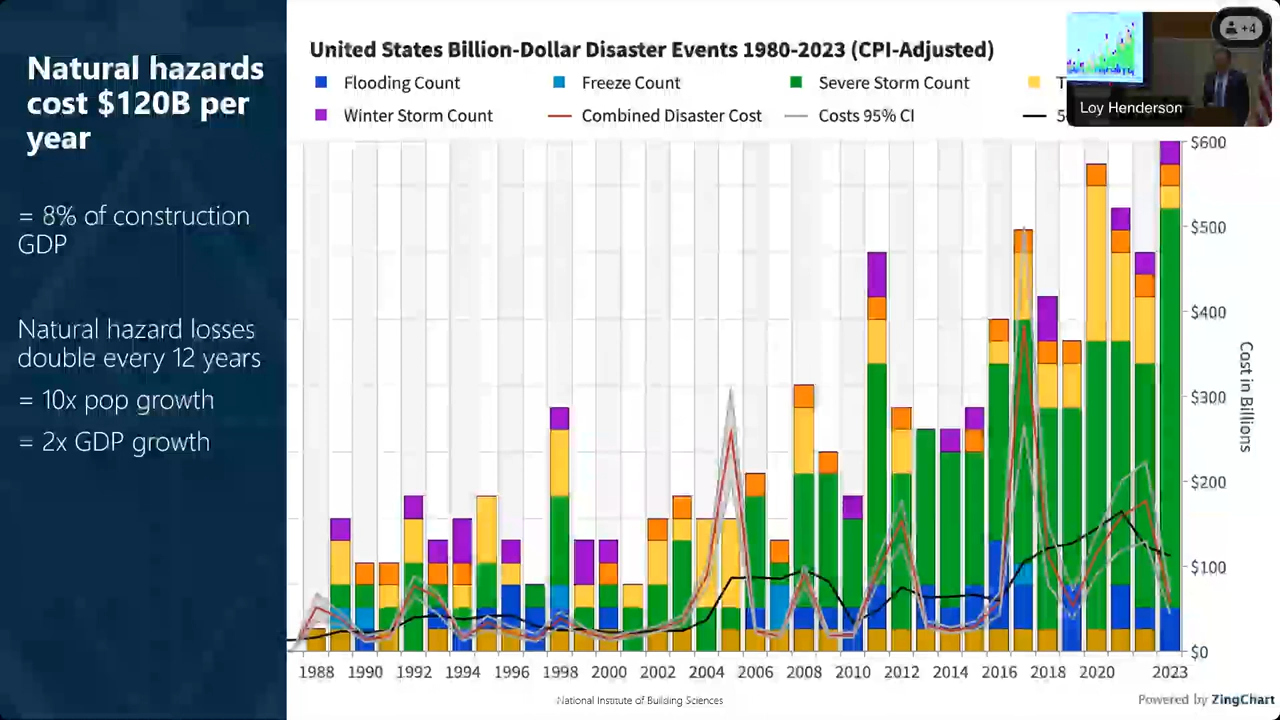 Natural hazards
cost $120B per
year
= 8% of construction
GDP
Natural hazard losses
double every 12 years
= 10x pop growth
= 2x GDP growth
United States Billion-Dollar Disaster Events 1980-2023 (CPI-Adjusted)
Flooding Count Freeze Count Severe Storm Count T
Winter Storm Count Combined Disaster Cost Costs 95% CI 5
+4
Loy Henderson
$600
$500
$400
$300
$200
$100
$0
Cost in Billions
1988 1990 1992 1994 1996 1998 2000 2002 2004 2006 2008 2010 2012 2014 2016 2018 2020 2023
National Institute of Building Sciences
Powered by ZingChart